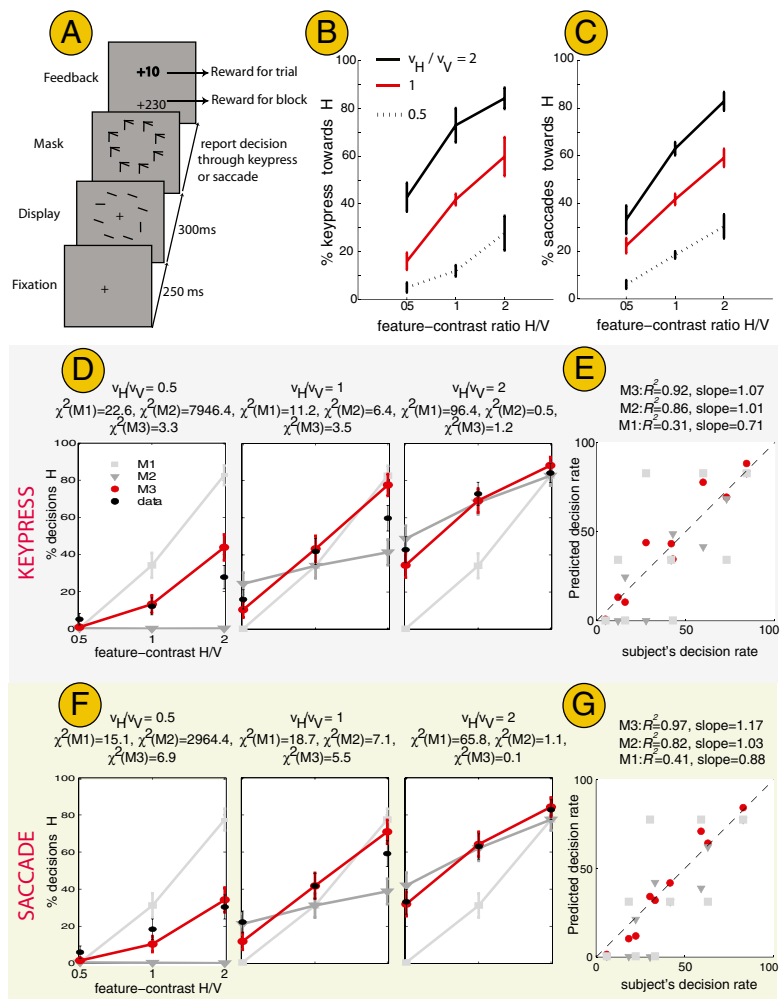 A
Feedback
+10
Reward for trial
+230
Reward for block
Mask
report decision
through keypress
or saccade
Display
300ms
Fixation
250 ms
B
v_H / v_V = 2
1
0.5
% keypress towards H
100
80
60
40
20
0
05 1 2
feature-contrast ratio H/V
C
% saccades towards H
100
80
60
40
20
0
05 1 2
feature-contrast ratio H/V
KEYPRESS
D
v_H/v_V= 0.5
χ²(M1)=22.6, χ²(M2)=7946.4,
χ²(M3)=3.3
v_H/v_V= 1
χ²(M1)=11.2, χ²(M2)=6.4,
χ²(M3)=3.5
v_H/v_V= 2
χ²(M1)=96.4, χ²(M2)=0.5,
χ²(M3)=1.2
M1
M2
M3
data
% decisions H
100
80
60
40
20
0
0.5 1 2
feature-contrast H/V
E
M3:R²=0.92, slope=1.07
M2:R²=0.86, slope=1.01
M1:R²=0.31, slope=0.71
Predicted decision rate
100
50
0
0 50 100
subject's decision rate
SACCADE
F
v_H/v_V= 0.5
χ²(M1)=15.1, χ²(M2)=2964.4,
χ²(M3)=6.9
v_H/v_V= 1
χ²(M1)=18.7, χ²(M2)=7.1,
χ²(M3)=5.5
v_H/v_V= 2
χ²(M1)=65.8, χ²(M2)=1.1,
χ²(M3)=0.1
% decisions H
100
80
60
40
20
0
0.5 1 2
feature-contrast H/V
G
M3:R²=0.97, slope=1.17
M2:R²=0.82, slope=1.03
M1:R²=0.41, slope=0.88
Predicted decision rate
100
50
0
0 50 100
subject's decision rate